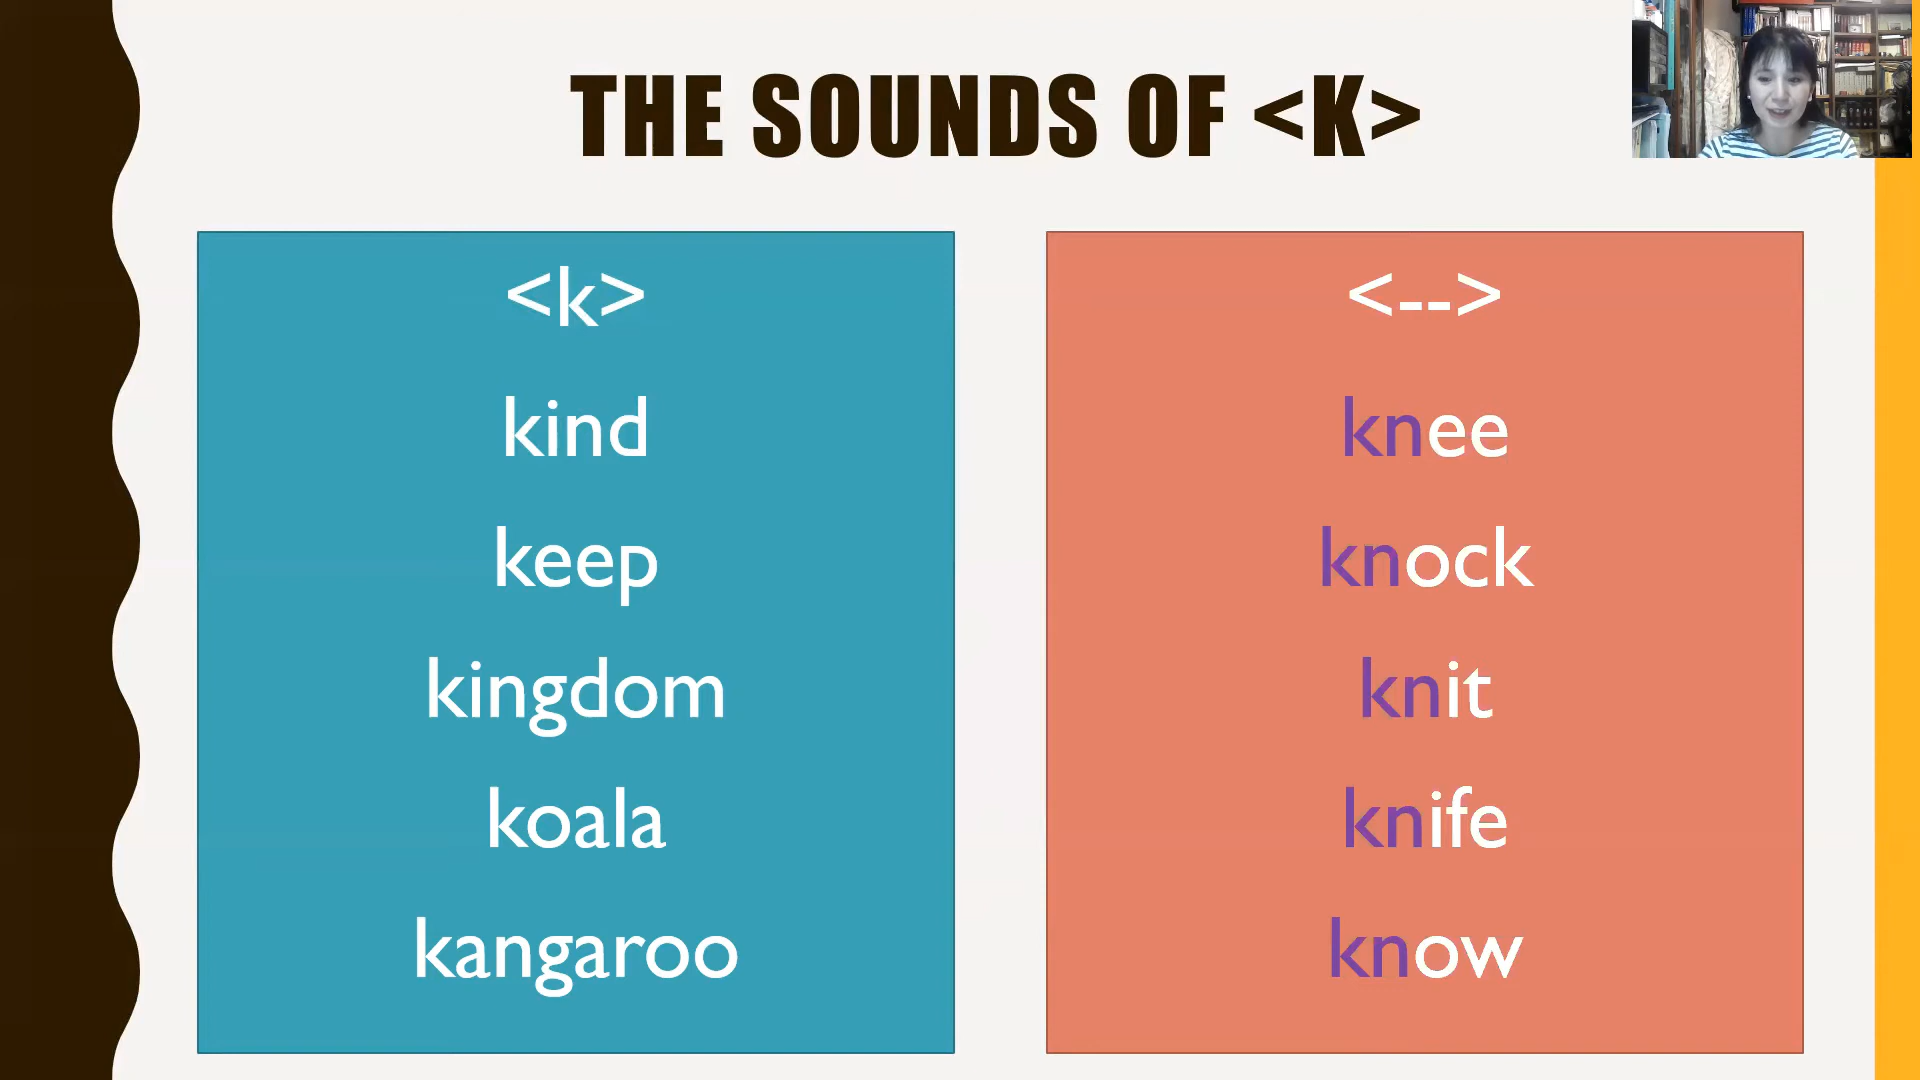 THE SOUNDS OF <K>
<k>
kind
keep
kingdom
koala
kangaroo
<-->
knee
knock
knit
knife
know